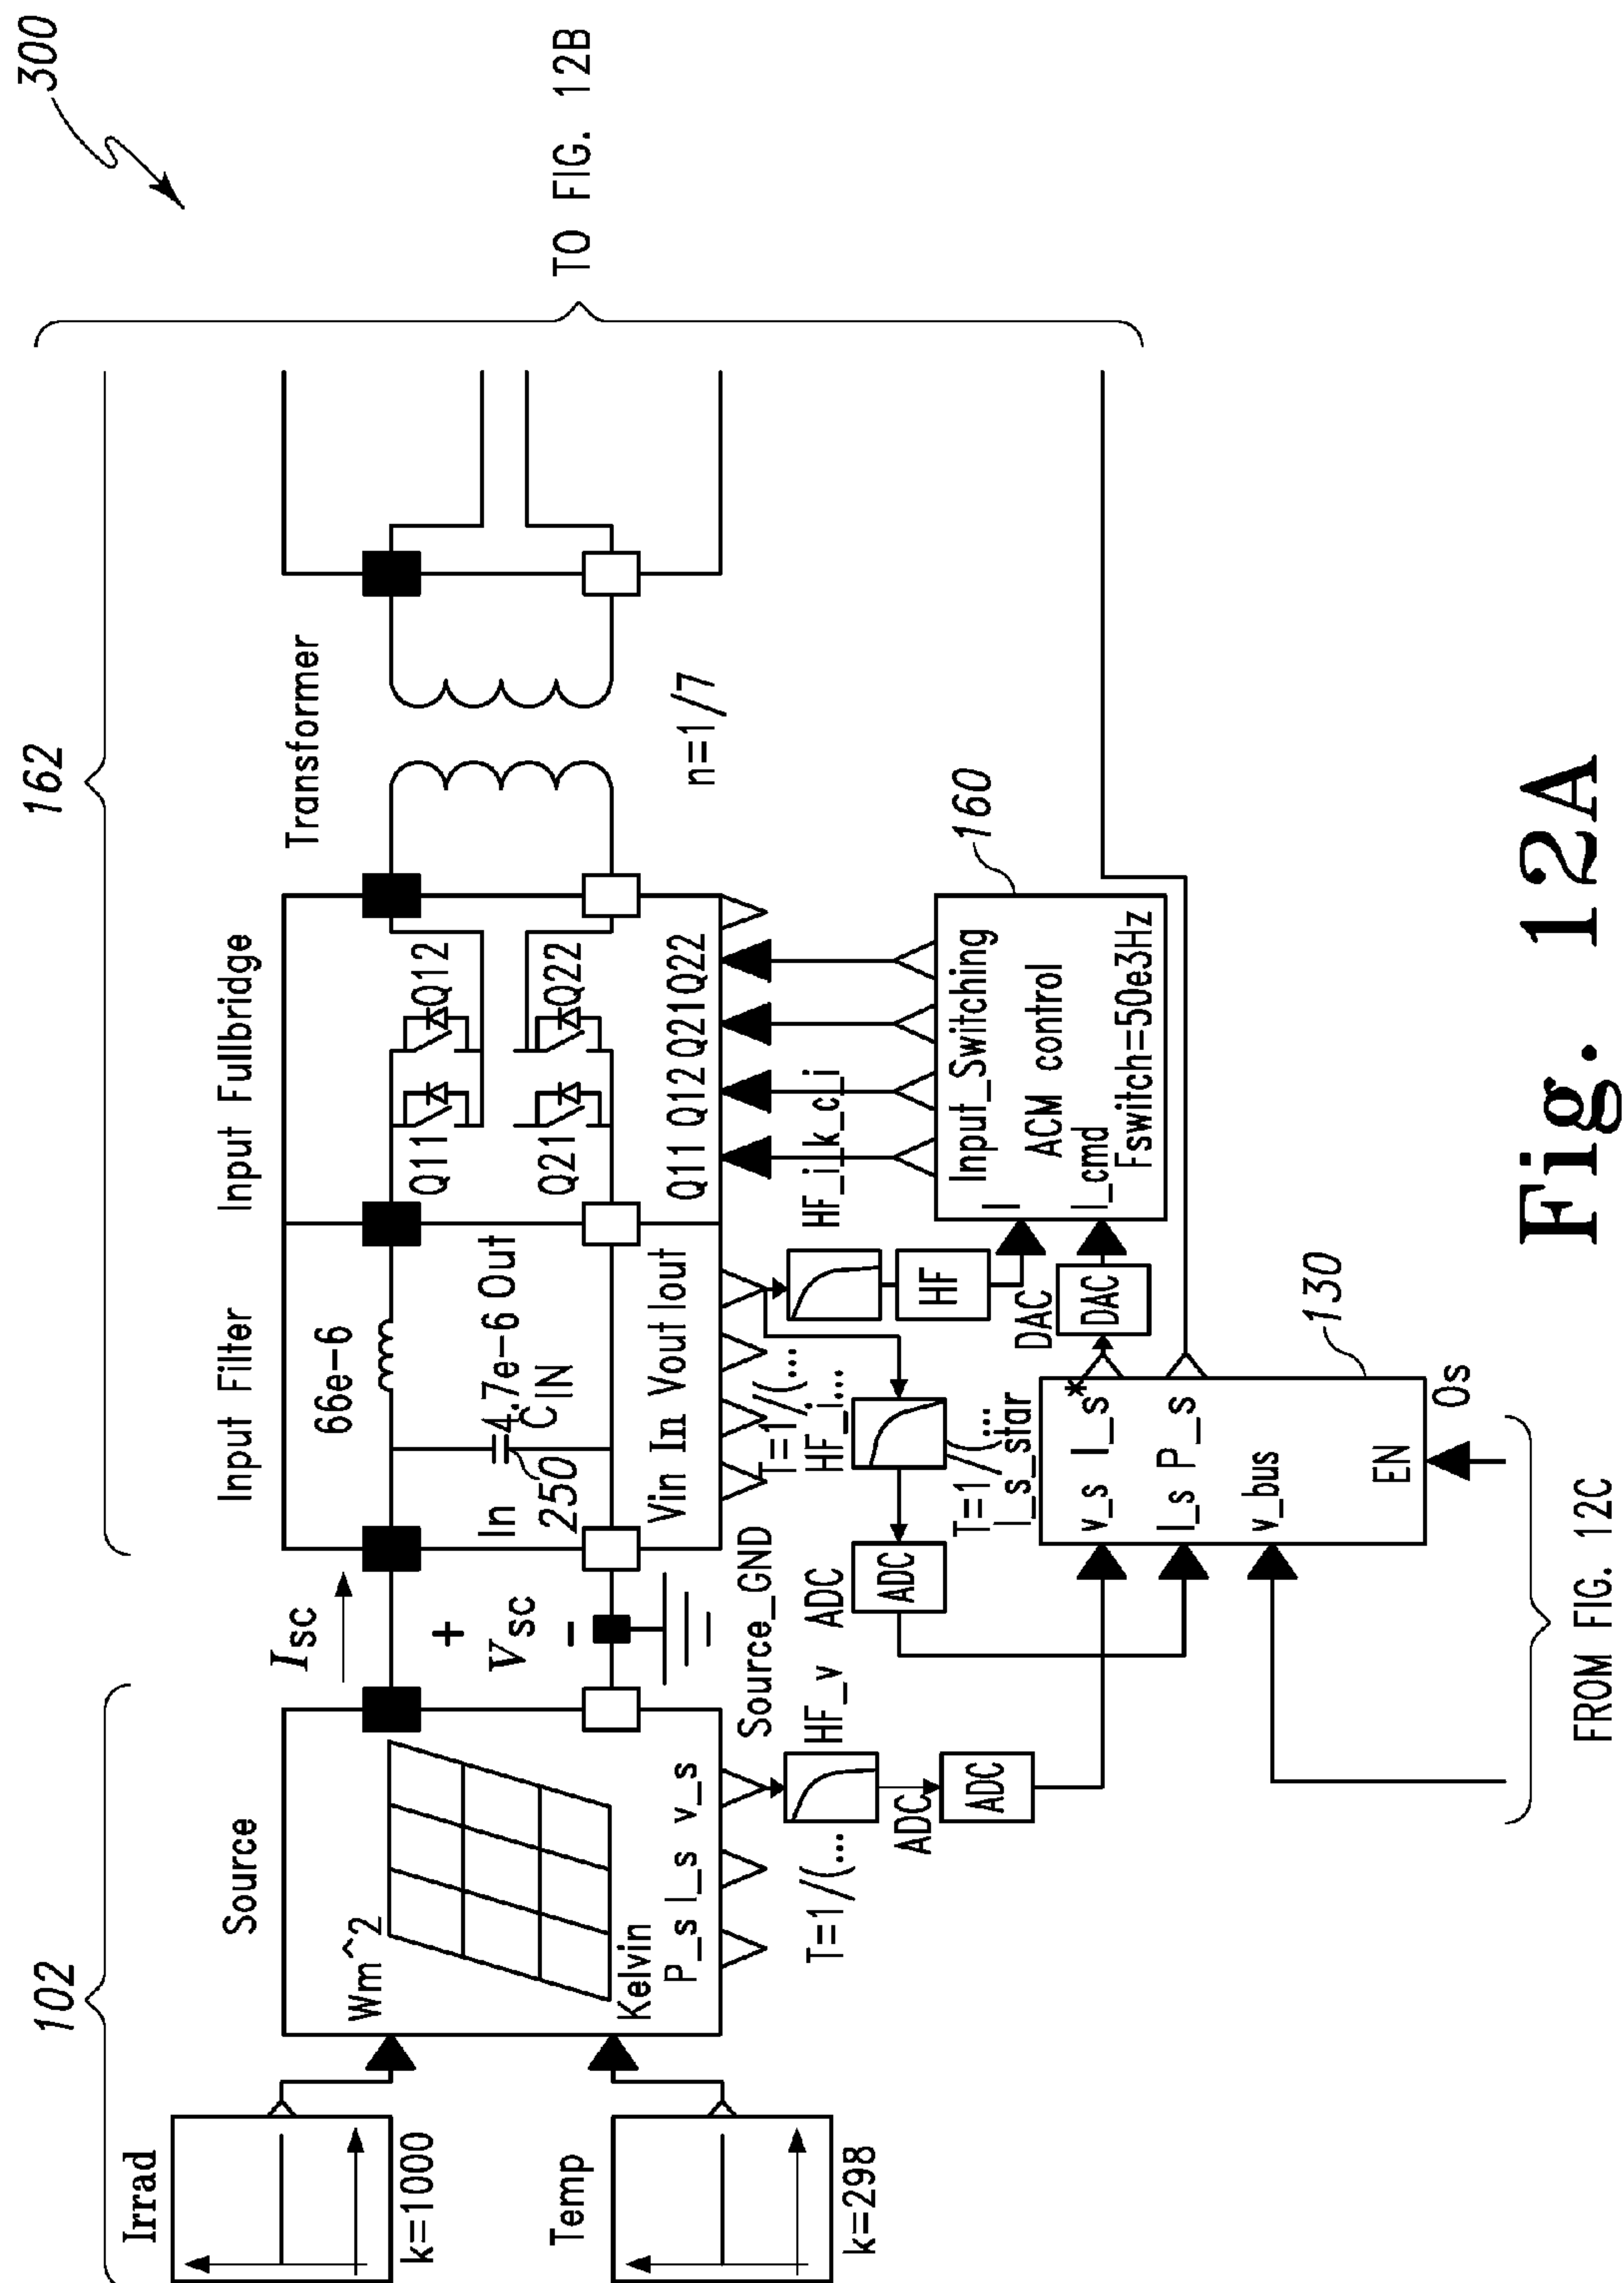 300
102
162
TO FIG. 12B
Irrad
k=1000
Temp
k=298
Source
Wm^2
Kelvin
P_s I_s v_s
Isc
+
Vsc
-
Source_GND
Input Filter
66e-6
In
4.7e-6 Out
C IN
250
Vin In Vout Iout
Input Fullbridge
Q11
Q12
Q21
Q22
Q11 Q12 Q21 Q22
Transformer
n=1/7
T=1/(...
HF_v
ADC
ADC
ADC
ADC
T=1/(...
HF_i...
T=1/(...
I_s_star
HF_i_k_c_i
HF
DAC
DAC
Input_Switching
I
ACM control
I_cmd
Fswitch=50e3Hz
160
v_s I_s*
I_s P_s
v_bus
EN
0s
130
FROM FIG. 12C
Fig. 12A